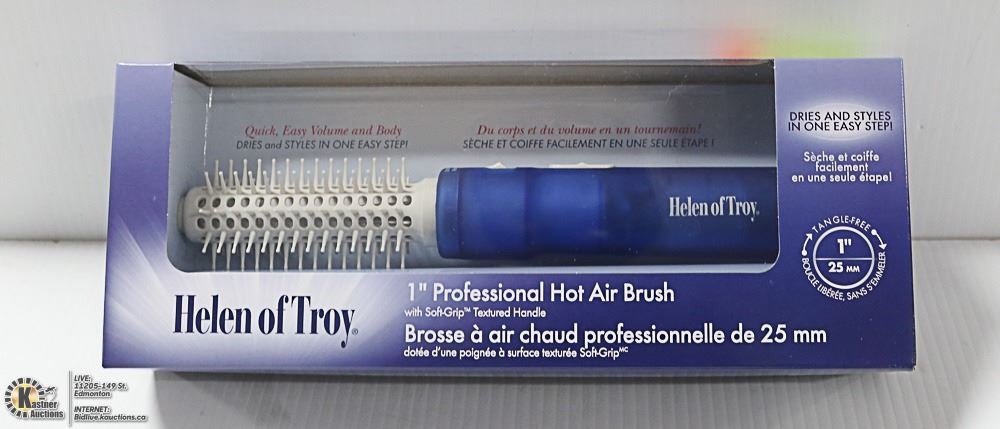 Quick, Easy Volume and Body
DRIES and STYLES IN ONE EASY STEP!
Du corps et du volume en un tournemain!
SÈCHE ET COIFFE FACILEMENT EN UNE SEULE ÉTAPE !
Helen of Troy®
DRIES AND STYLES
IN ONE EASY STEP!
Sèche et coiffe
facilement
en une seule étape!
TANGLE-FREE
1"
25 MM
BOUCLE LIBÉRÉE, SANS S'EMMÊLER
Helen of Troy®
1" Professional Hot Air Brush
with Soft-Grip™ Textured Handle
Brosse à air chaud professionnelle de 25 mm
dotée d'une poignée à surface texturée Soft-Grip MC
Kastner
Auctions
LIVE:
11205-149 St.
Edmonton
INTERNET:
Bidlive.kauctions.ca